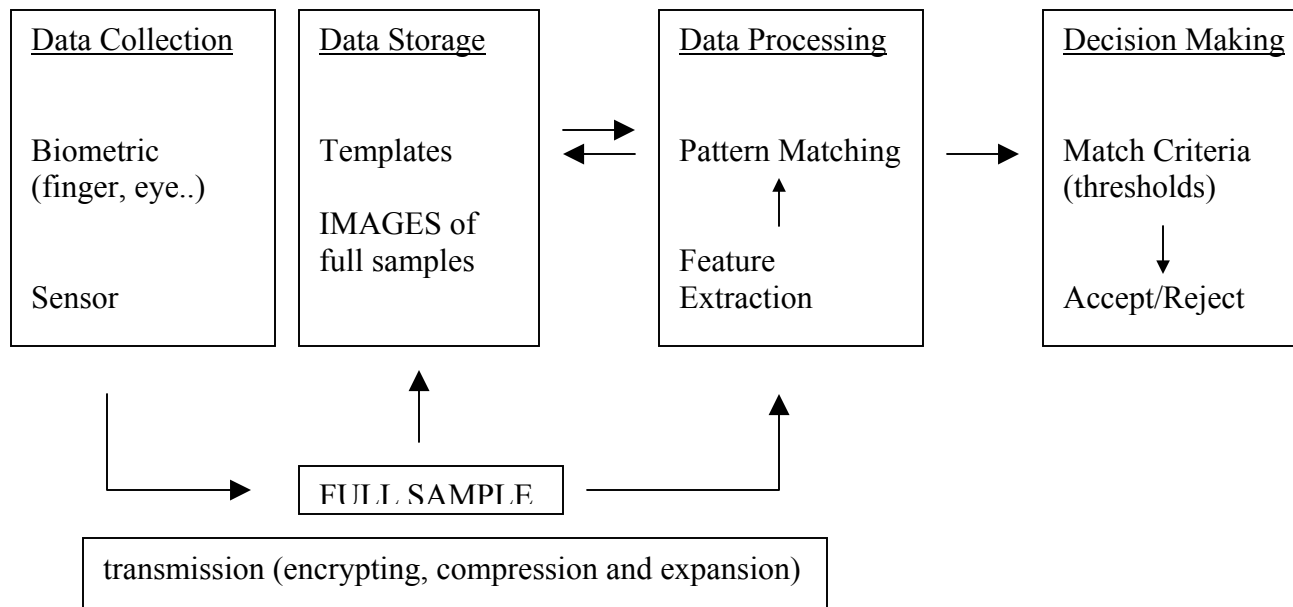 Data Collection
Biometric
(finger, eye..)
Sensor
Data Storage
Templates
IMAGES of
full samples
Data Processing
Pattern Matching
Feature
Extraction
Decision Making
Match Criteria
(thresholds)
Accept/Reject
FULL SAMPLE
transmission (encrypting, compression and expansion)